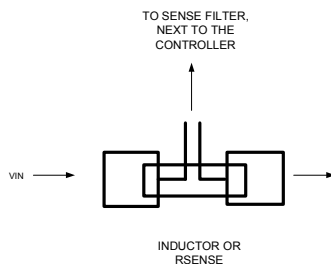 TO SENSE FILTER,
NEXT TO THE
CONTROLLER
VIN
INDUCTOR OR
RSENSE